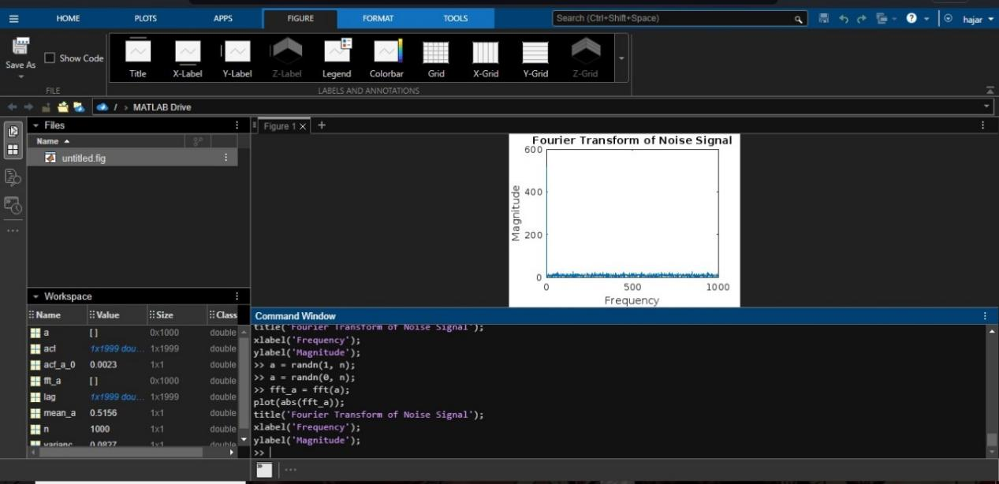 HOME PLOTS APPS FIGURE FORMAT TOOLS Search (Ctrl+Shift+Space) ? hajar
Save As Show Code Title X-Label Y-Label Z-Label Legend Colorbar Grid X-Grid Y-Grid Z-Grid
FILE LABELS AND ANNOTATIONS
/ > MATLAB Drive
Files
Name
untitled.fig
Figure 1 × +
Fourier Transform of Noise Signal
600
400
200
0
Magnitude
0 500 1000
Frequency
Workspace
Name Value Size Class
a [ ] 0x1000 double
acf 1x1999 dou... 1x1999 double
acf_a_0 0.0023 1x1 double
fft_a [ ] 0x1000 double
lag 1x1999 dou... 1x1999 double
mean_a 0.5156 1x1 double
n 1000 1x1 double
varianc 0.0827 1x1 double
Command Window
title('Fourier Transform of Noise Signal');
xlabel('Frequency');
ylabel('Magnitude');
>> a = randn(1, n);
>> a = randn(0, n);
>> fft_a = fft(a);
plot(abs(fft_a));
title('Fourier Transform of Noise Signal');
xlabel('Frequency');
ylabel('Magnitude');
>>